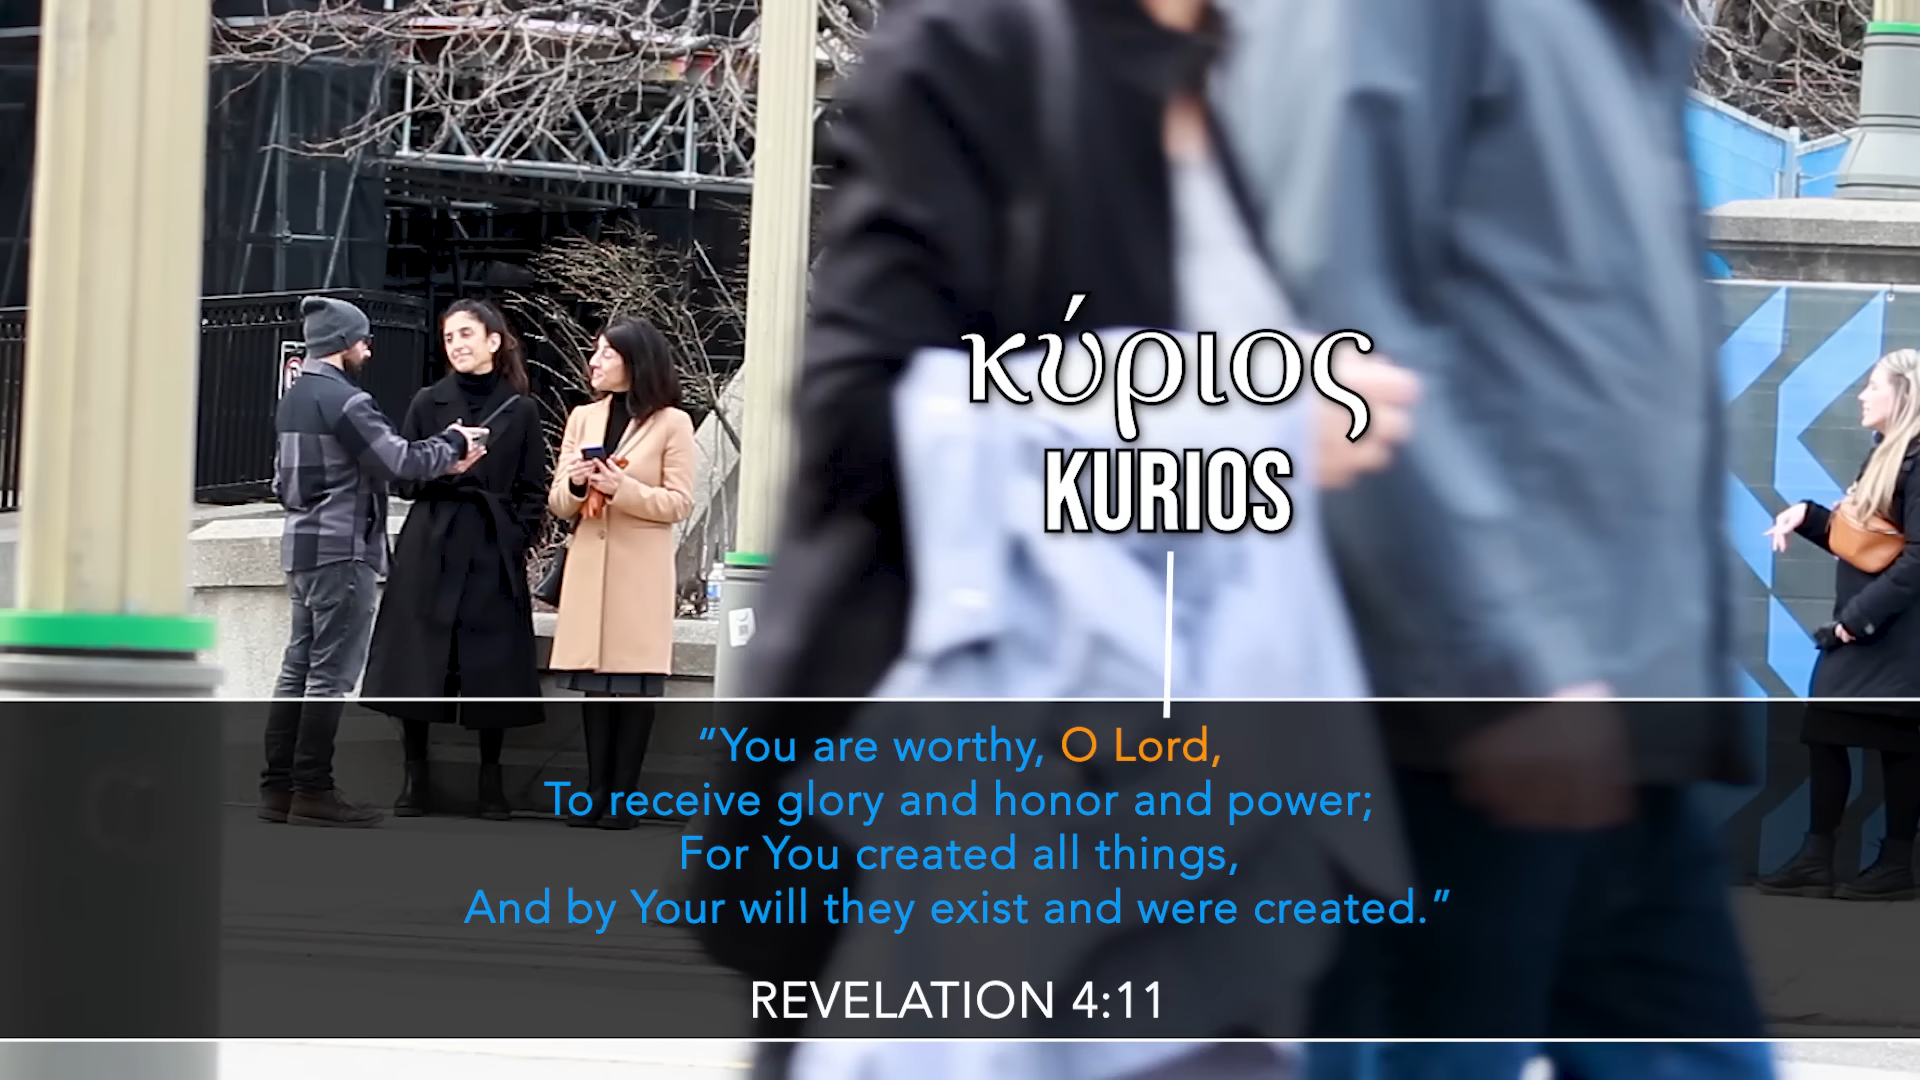 κύριος
KURIOS
“You are worthy, O Lord,
To receive glory and honor and power;
For You created all things,
And by Your will they exist and were created.”
REVELATION 4:11